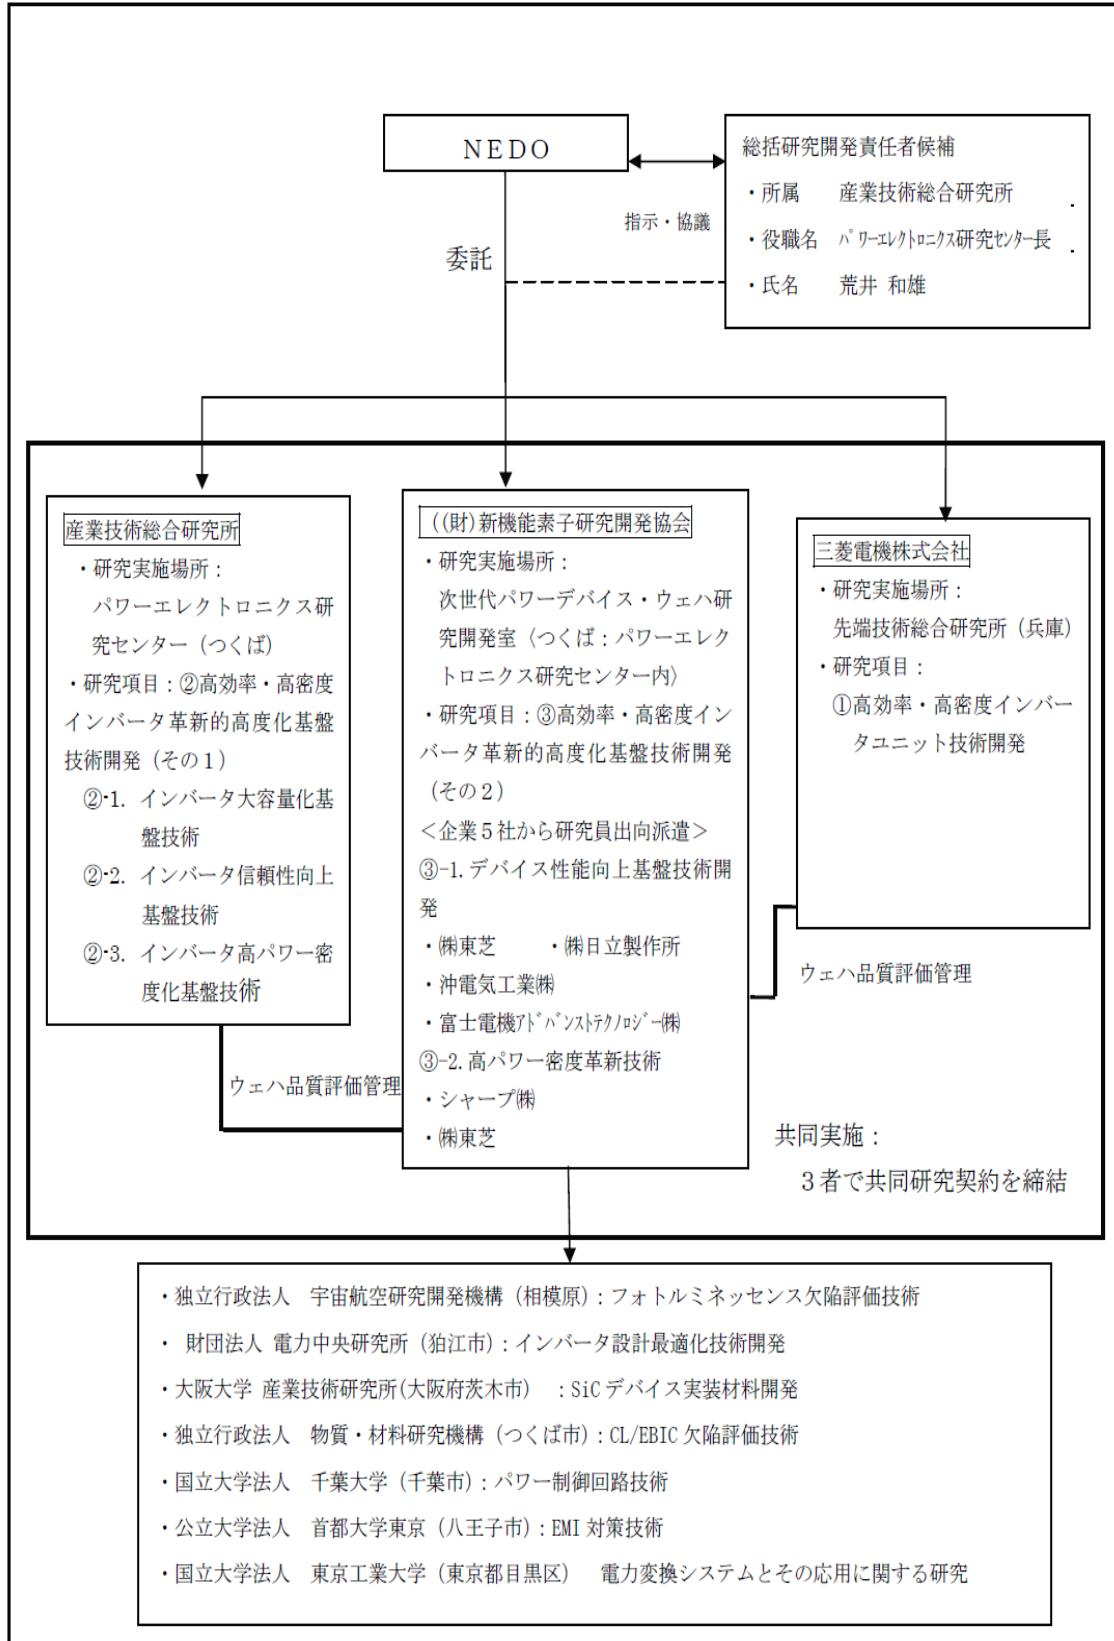 NEDO
総括研究開発責任者候補
・所属　産業技術総合研究所
・役職名　ﾊﾟﾜｰｴﾚｸﾄﾛﾆｸｽ研究ｾﾝﾀｰ長
・氏名　荒井 和雄
指示・協議
委託
産業技術総合研究所
・研究実施場所：
パワーエレクトロニクス研
究センター（つくば）
・研究項目：②高効率・高密度
インバータ革新的高度化基盤
技術開発（その１）
②-1. インバータ大容量化基
盤技術
②-2. インバータ信頼性向上
基盤技術
②-3. インバータ高パワー密
度化基盤技術
((財)新機能素子研究開発協会
・研究実施場所：
次世代パワーデバイス・ウェハ研
究開発室〈つくば：パワーエレク
トロニクス研究センター内〉
・研究項目：③高効率・高密度イン
バータ革新的高度化基盤技術開発
（その２）
＜企業５社から研究員出向派遣＞
③-1.デバイス性能向上基盤技術開
発
・㈱東芝　・㈱日立製作所
・沖電気工業㈱
・富士電機ｱﾄﾞﾊﾞﾝｽﾄﾃｸﾉﾛｼﾞｰ㈱
③-2.高パワー密度革新技術
・シャープ㈱
・㈱東芝
三菱電機株式会社
・研究実施場所：
先端技術総合研究所（兵庫）
・研究項目：
①高効率・高密度インバー
タユニット技術開発
ウェハ品質評価管理
ウェハ品質評価管理
共同実施：
３者で共同研究契約を締結
・独立行政法人　宇宙航空研究開発機構（相模原）：フォトルミネッセンス欠陥評価技術
・ 財団法人 電力中央研究所（狛江市）：インバータ設計最適化技術開発
・大阪大学 産業技術研究所(大阪府茨木市)　：SiCデバイス実装材料開発
・独立行政法人　物質・材料研究機構（つくば市）：CL/EBIC欠陥評価技術
・国立大学法人　千葉大学（千葉市）：パワー制御回路技術
・公立大学法人　首都大学東京（八王子市）：EMI対策技術
・国立大学法人　東京工業大学（東京都目黒区）　電力変換システムとその応用に関する研究